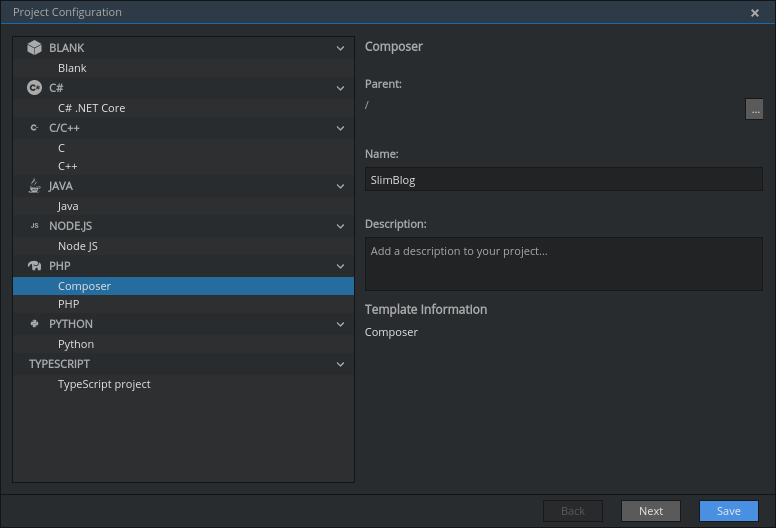 Project Configuration
BLANK
Blank
C#
C# .NET Core
C/C++
C
C++
JAVA
Java
JS NODE.JS
Node JS
PHP
Composer
PHP
PYTHON
Python
TYPESCRIPT
TypeScript project
Composer
Parent:
/
...
Name:
SlimBlog
Description:
Add a description to your project...
Template Information
Composer
Back
Next
Save